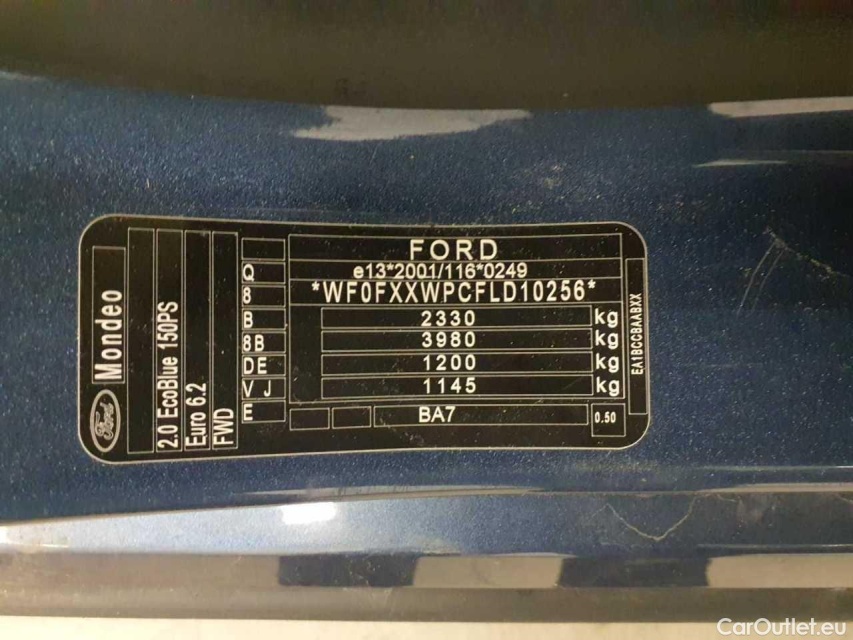 Ford
Mondeo
2.0 EcoBlue 150PS
Euro 6.2
FWD
Q
8
B
8B
DE
V J
E
FORD
e13*2001/116*0249
*WF0FXXWPCFLD10256*
2330 kg
3980 kg
1200 kg
1145 kg
BA7
0.50
EA1BCCBAABXX
CarOutlet.eu